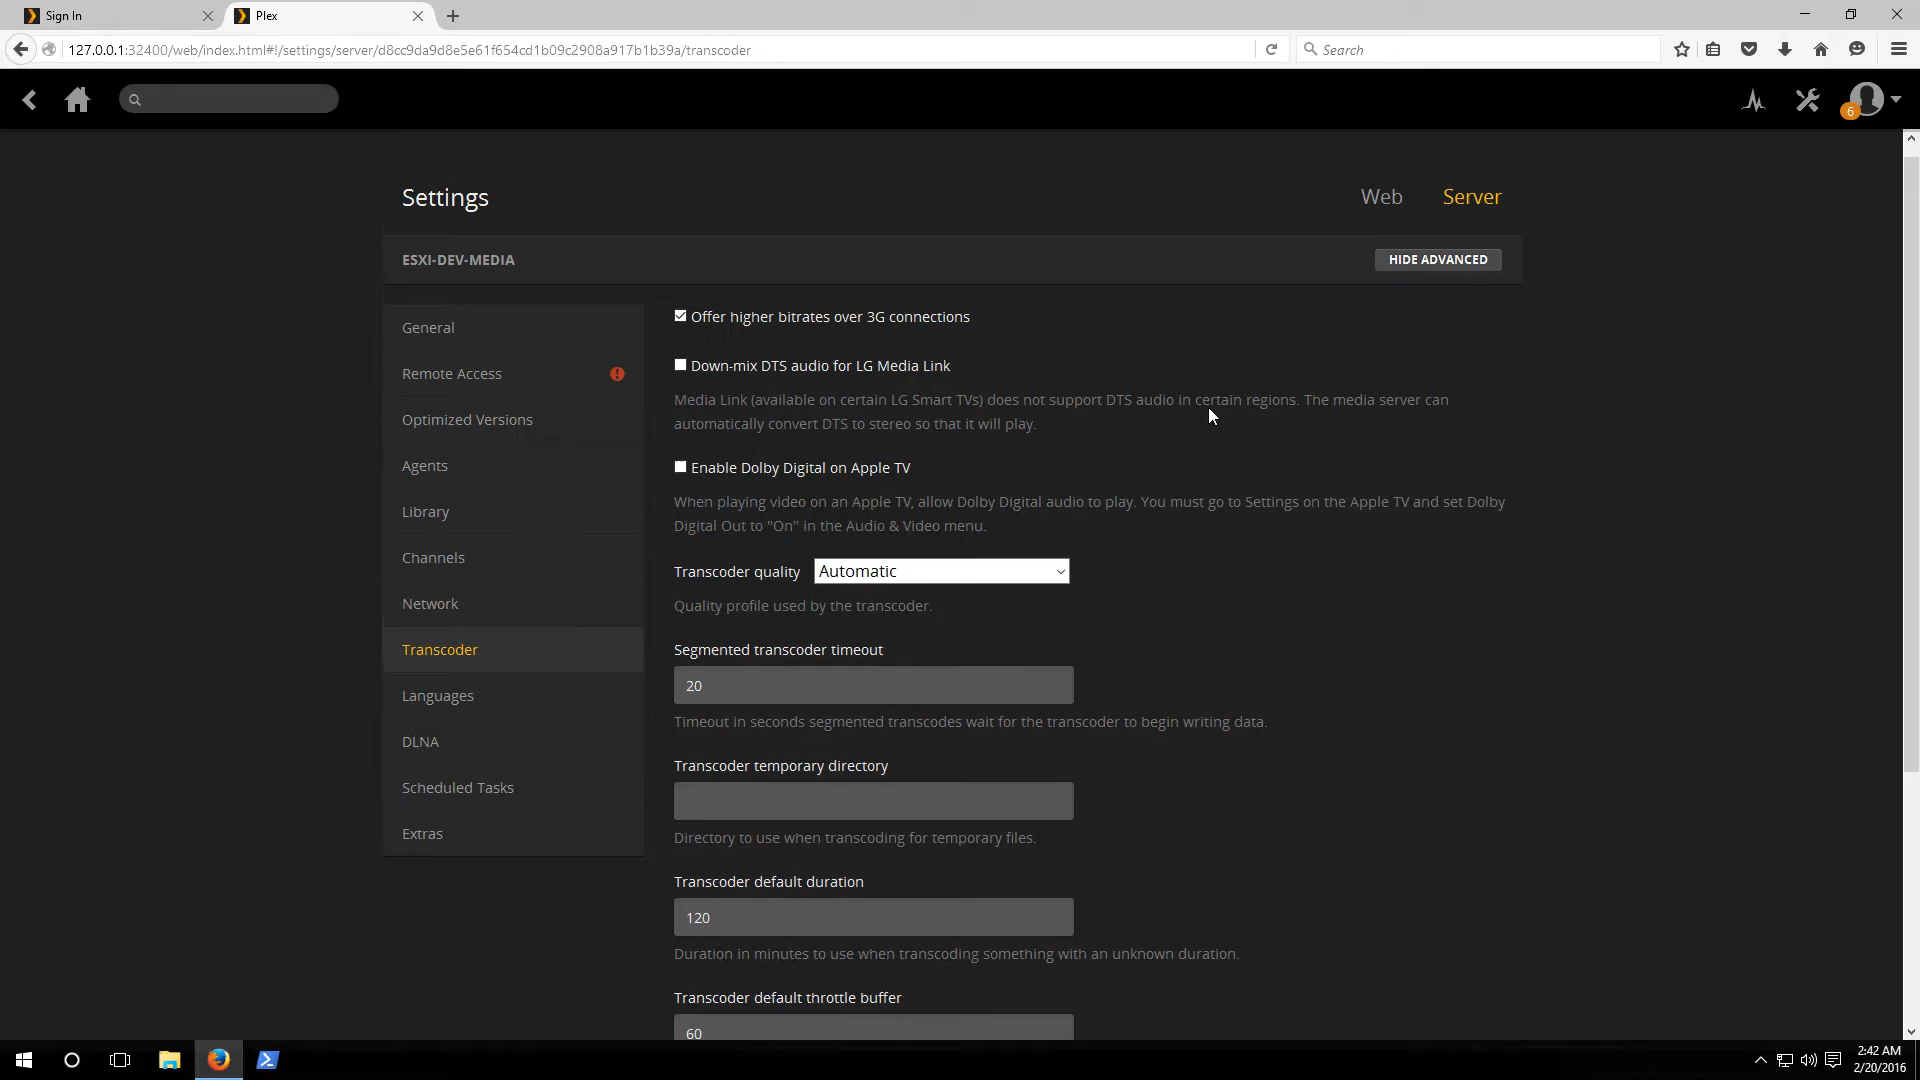 Sign In
Plex
127.0.0.1:32400/web/index.html#!/settings/server/d8cc9da9d8e5e61f654cd1b09c2908a917b1b39a/transcoder
Search
6
Settings
Web
Server
ESXI-DEV-MEDIA
HIDE ADVANCED
General
Remote Access
Optimized Versions
Agents
Library
Channels
Network
Transcoder
Languages
DLNA
Scheduled Tasks
Extras
Offer higher bitrates over 3G connections
Down-mix DTS audio for LG Media Link
Media Link (available on certain LG Smart TVs) does not support DTS audio in certain regions. The media server can
automatically convert DTS to stereo so that it will play.
Enable Dolby Digital on Apple TV
When playing video on an Apple TV, allow Dolby Digital audio to play. You must go to Settings on the Apple TV and set Dolby
Digital Out to "On" in the Audio & Video menu.
Transcoder quality
Automatic
Quality profile used by the transcoder.
Segmented transcoder timeout
20
Timeout in seconds segmented transcodes wait for the transcoder to begin writing data.
Transcoder temporary directory
Directory to use when transcoding for temporary files.
Transcoder default duration
120
Duration in minutes to use when transcoding something with an unknown duration.
Transcoder default throttle buffer
60
2:42 AM
2/20/2016